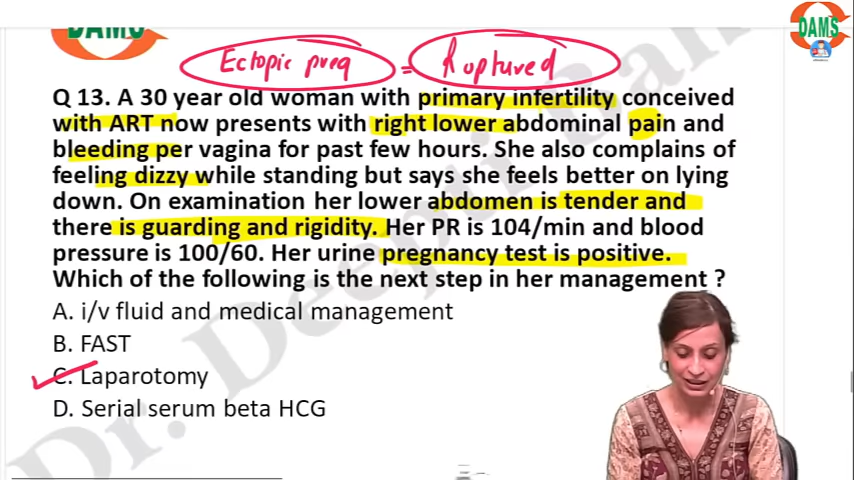 DAMS
DAMS
Ectopic preg = Ruptured
Q 13. A 30 year old woman with primary infertility conceived
with ART now presents with right lower abdominal pain and
bleeding per vagina for past few hours. She also complains of
feeling dizzy while standing but says she feels better on lying
down. On examination her lower abdomen is tender and
there is guarding and rigidity. Her PR is 104/min and blood
pressure is 100/60. Her urine pregnancy test is positive.
Which of the following is the next step in her management ?
A. i/v fluid and medical management
B. FAST
C. Laparotomy
D. Serial serum beta HCG
Dr. Deepti Bah